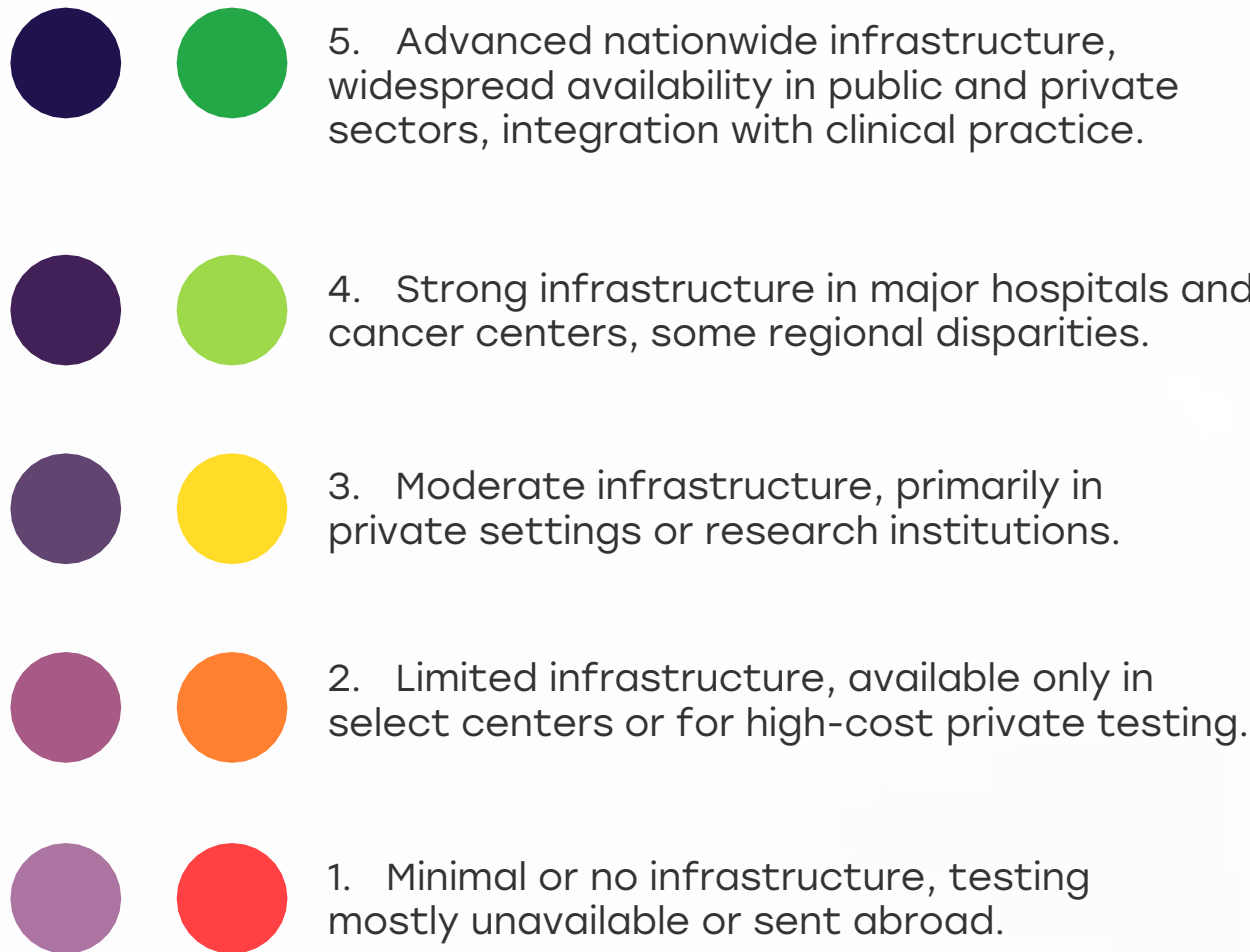 5. Advanced nationwide infrastructure,
widespread availability in public and private
sectors, integration with clinical practice.
4. Strong infrastructure in major hospitals and
cancer centers, some regional disparities.
3. Moderate infrastructure, primarily in
private settings or research institutions.
2. Limited infrastructure, available only in
select centers or for high-cost private testing.
1. Minimal or no infrastructure, testing
mostly unavailable or sent abroad.